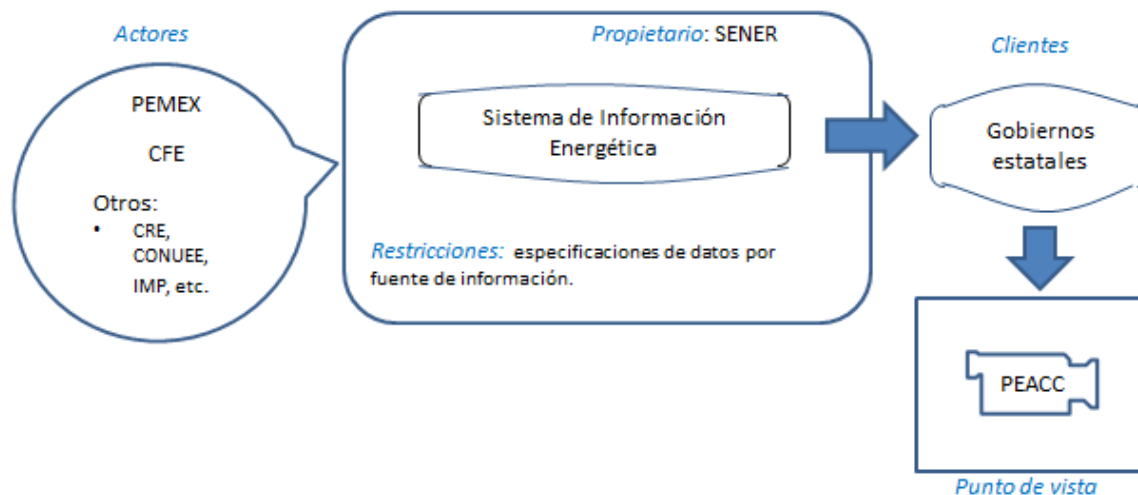 Actores
PEMEX
CFE
Otros:
• CRE,
CONUEE,
IMP, etc.
Propietario: SENER
Sistema de Información
Energética
Restricciones: especificaciones de datos por
fuente de información.
Clientes
Gobiernos
estatales
PEACC
Punto de vista